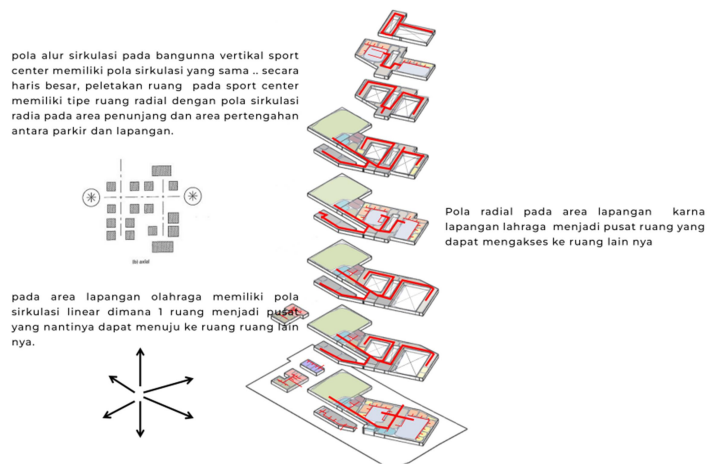 pola alur sirkulasi pada bangunna vertikal sport
center memiliki pola sirkulasi yang sama .. secara
haris besar, peletakan ruang pada sport center
memiliki tipe ruang radial dengan pola sirkulasi
radia pada area penunjang dan area pertengahan
antara parkir dan lapangan.
pada area lapangan olahraga memiliki pola
sirkulasi linear dimana 1 ruang menjadi pusat
yang nantinya dapat menuju ke ruang ruang lain
nya.
Pola radial pada area lapangan karna
lapangan lahraga menjadi pusat ruang yang
dapat mengakses ke ruang lain nya